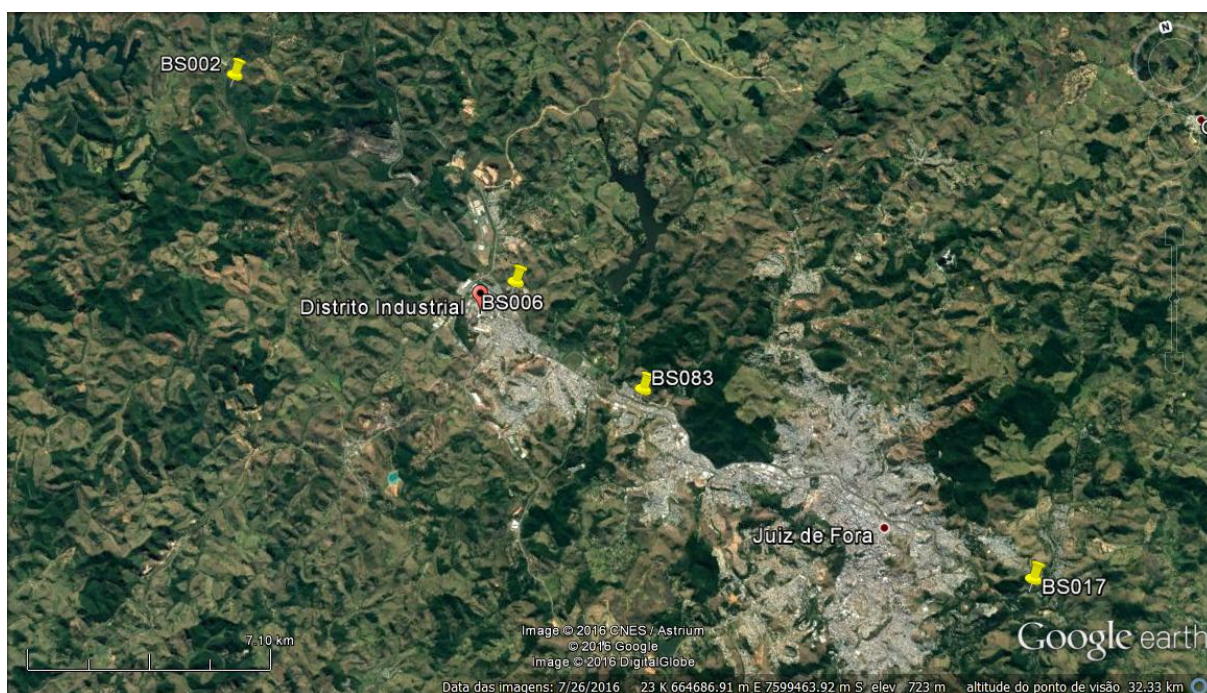 N
BS002
C
BS006
Distrito Industrial
BS083
Juiz de Fora
BS017
7.10 km
Image © 2016 CNES / Astrium
© 2016 Google
Image © 2016 DigitalGlobe
Google earth
Data das imagens: 7/26/2016 23 K 664686.91 m E 7599463.92 m S elev 723 m altitude do ponto de visão 32.33 km